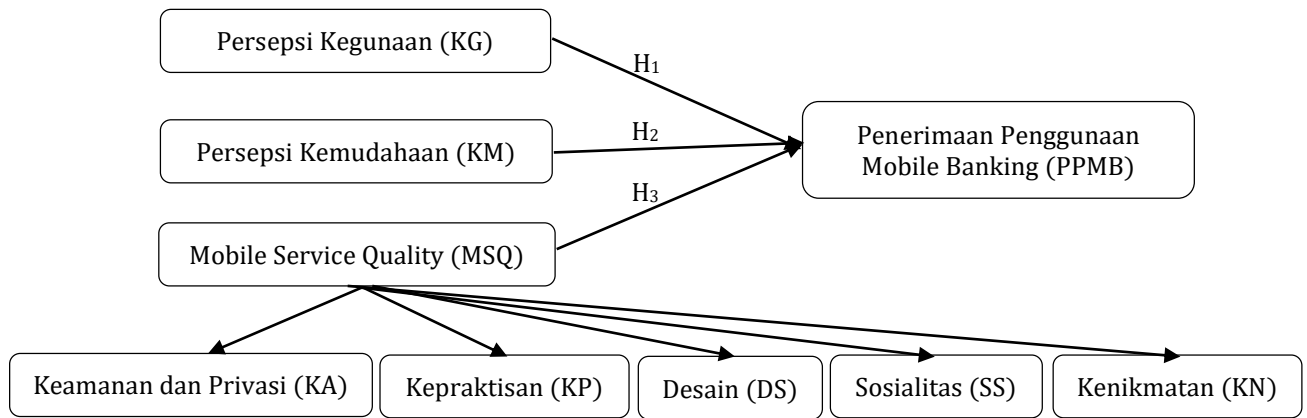 Persepsi Kegunaan (KG)
H1
Persepsi Kemudahaan (KM)
H2
Penerimaan Penggunaan
Mobile Banking (PPMB)
H3
Mobile Service Quality (MSQ)
Keamanan dan Privasi (KA)
Kepraktisan (KP)
Desain (DS)
Sosialitas (SS)
Kenikmatan (KN)